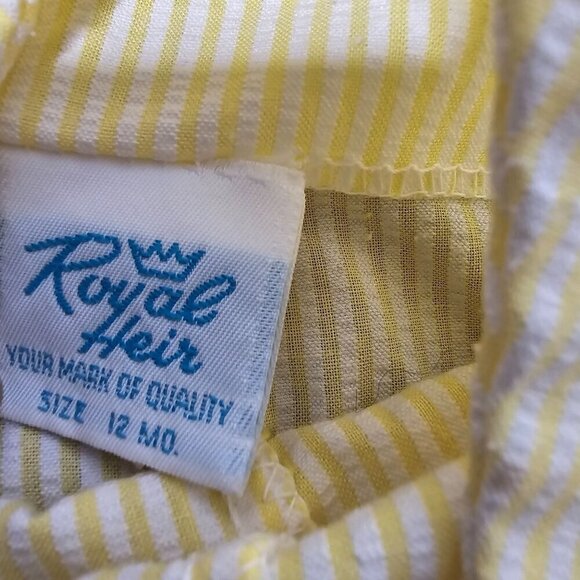 Royal
Heir
YOUR MARK OF QUALITY
SIZE 12 MO.